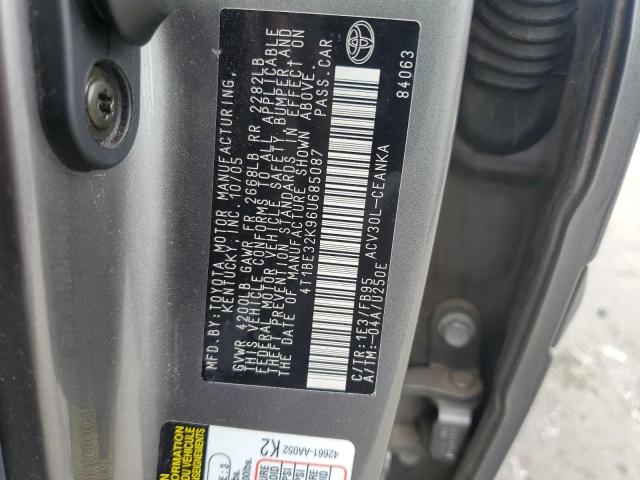 MFD.BY:TOYOTA MOTOR MANUFACTURING,
KENTUCKY, INC. 10/05
GVWR 4200LB GAWR FR 2668LB RR 2282LB
THIS VEHICLE CONFORMS TO ALL APPLICABLE
FEDERAL MOTOR VEHICLE SAFETY, BUMPER, AND
THEFT PREVENTION STANDARDS IN EFFECT ON
THE DATE OF MANUFACTURE SHOWN ABOVE.
4T1BE32K96U685087 PASS.CAR
C/TR:1E3/FB95 ACV30L-CEANKA
A/TM:-04A/U250E 84063
42661-AA052
K2